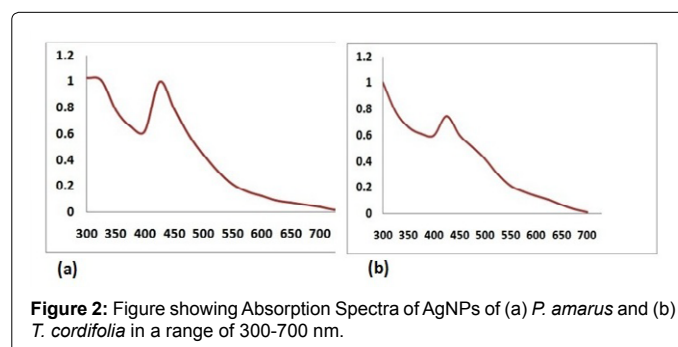 1.2
1
0.8
0.6
0.4
0.2
0
300 350 400 450 500 550 600 650 700
(a)
1.2
1
0.8
0.6
0.4
0.2
0
300 350 400 450 500 550 600 650 700
(b)
Figure 2: Figure showing Absorption Spectra of AgNPs of (a) P. amarus and (b)
T. cordifolia in a range of 300-700 nm.